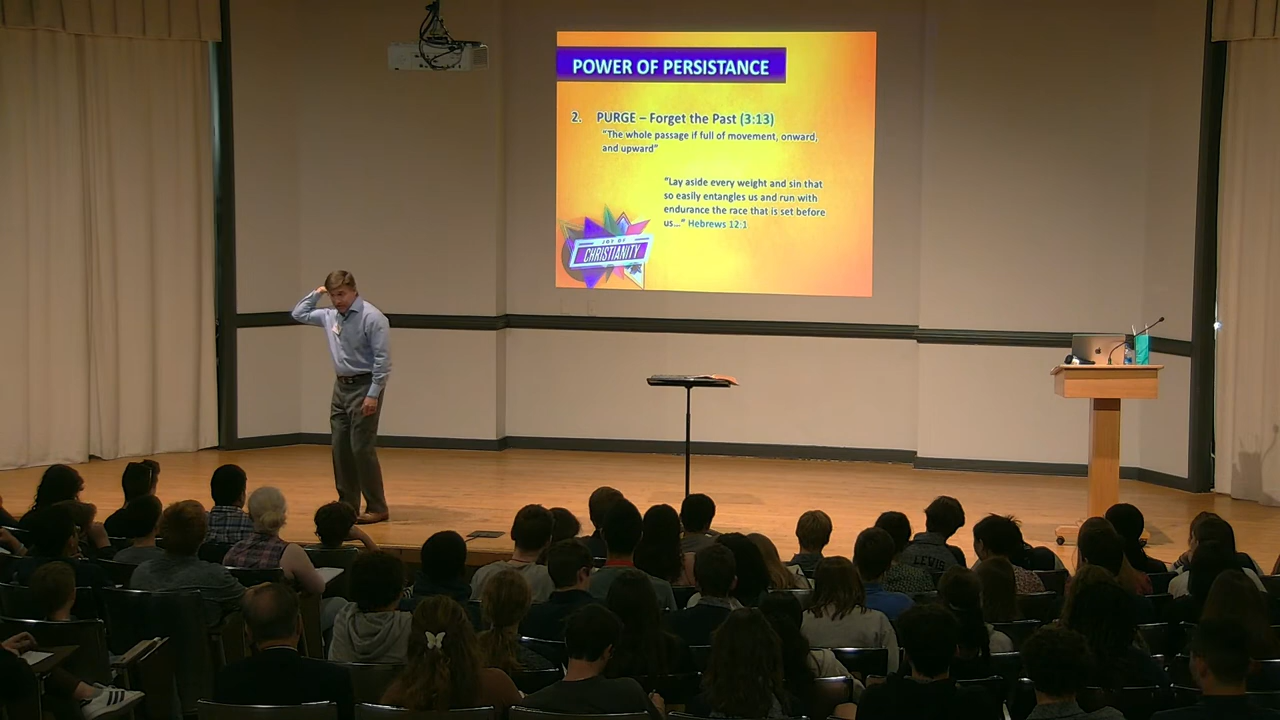 POWER OF PERSISTANCE
2. PURGE – Forget the Past (3:13)
"The whole passage if full of movement, onward,
and upward"
"Lay aside every weight and sin that
so easily entangles us and run with
endurance the race that is set before
us…" Hebrews 12:1
JOY OF
CHRISTIANITY
LEWIS